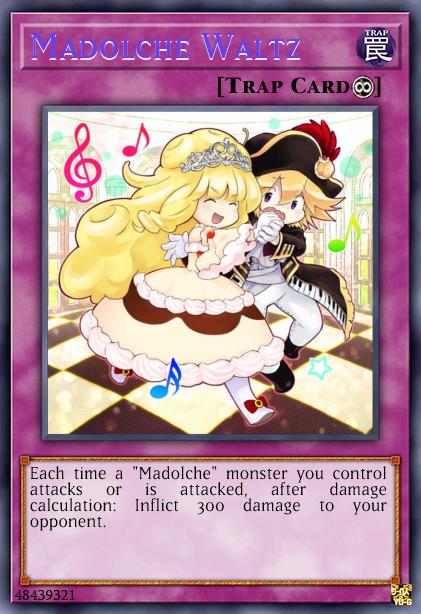 Madolche Waltz
TRAP
罠
[Trap Card]
Each time a "Madolche" monster you control
attacks or is attacked, after damage
calculation: Inflict 300 damage to your
opponent.
48439321